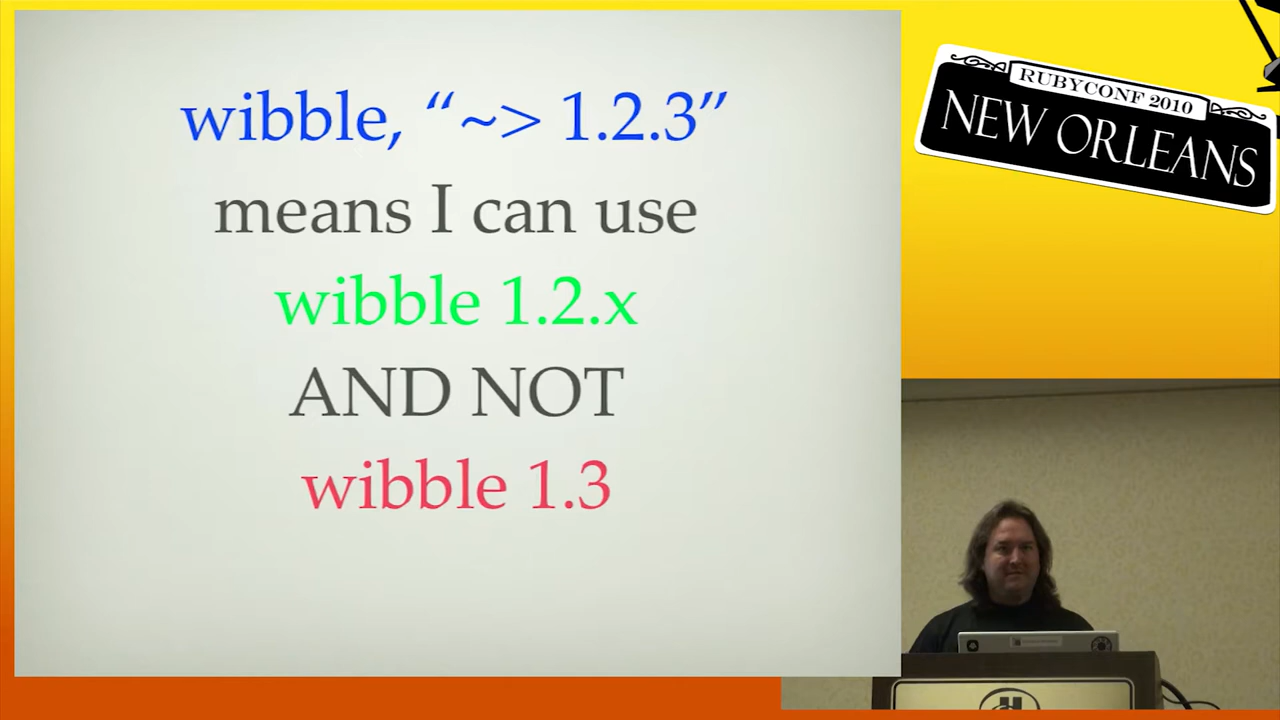 wibble, “~> 1.2.3”
means I can use
wibble 1.2.x
AND NOT
wibble 1.3
RUBYCONF 2010
NEW ORLEANS